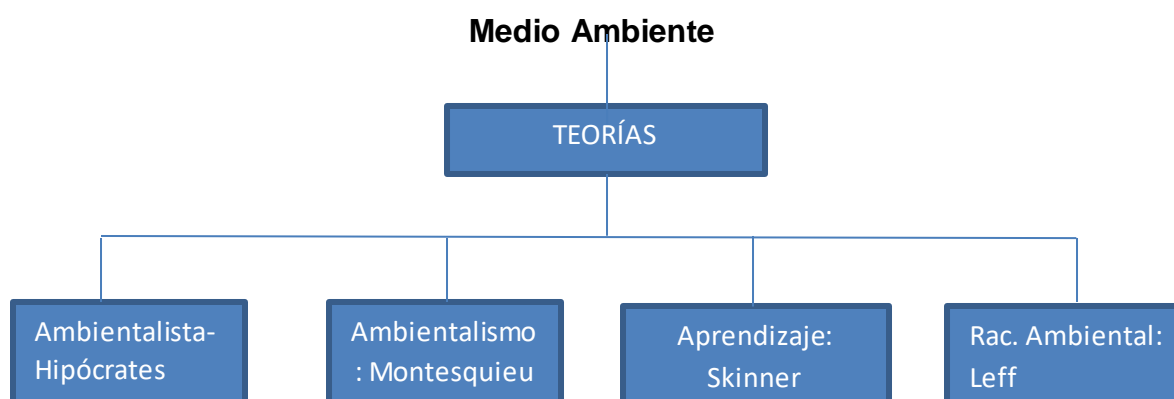 Medio Ambiente
TEORÍAS
Ambientalista-
Hipócrates
Ambientalismo
: Montesquieu
Aprendizaje:
Skinner
Rac. Ambiental:
Leff